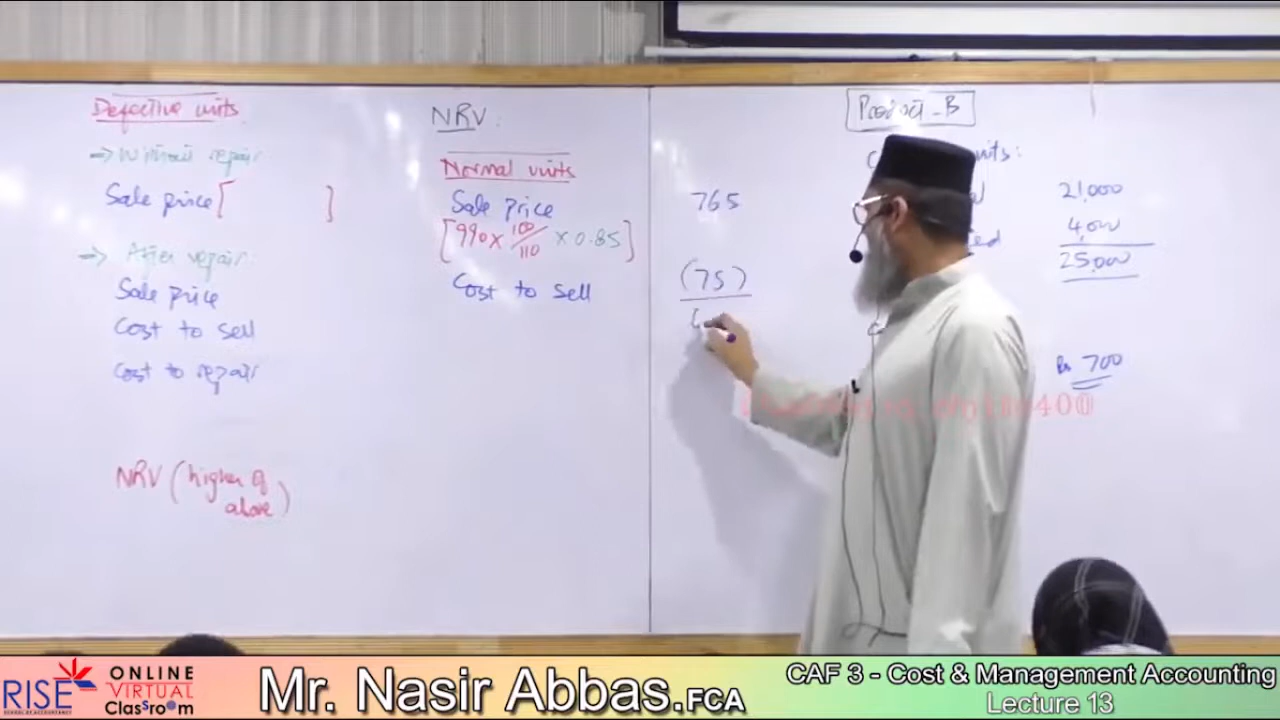 Defective units
→ Without repair
Sale price [ ]
→ After repair
Sale price
Cost to sell
Cost to repair
NRV (higher of
above)
NRV:
Normal units
Sale price 765
[990 x 100/110 x 0.85]
Cost to sell (75)
Product - B
units:
21,000
4,000
25,000
Rs 700
RISE
SCHOOL OF ACCOUNTANCY
ONLINE
VIRTUAL
Classroom
Mr. Nasir Abbas.FCA
CAF 3 - Cost & Management Accounting
Lecture 13